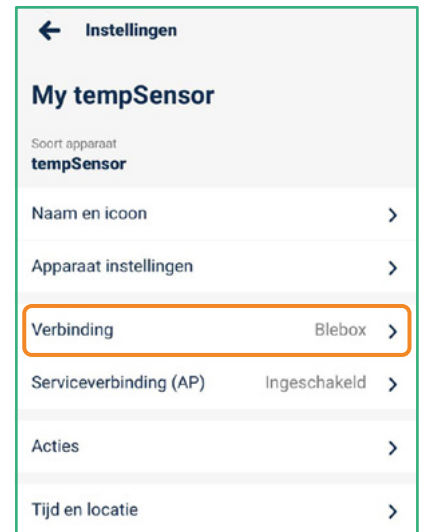 Instellingen
My tempSensor
Soort apparaat
tempSensor
Naam en icoon
Apparaat instellingen
Verbinding Blebox
Serviceverbinding (AP) Ingeschakeld
Acties
Tijd en locatie